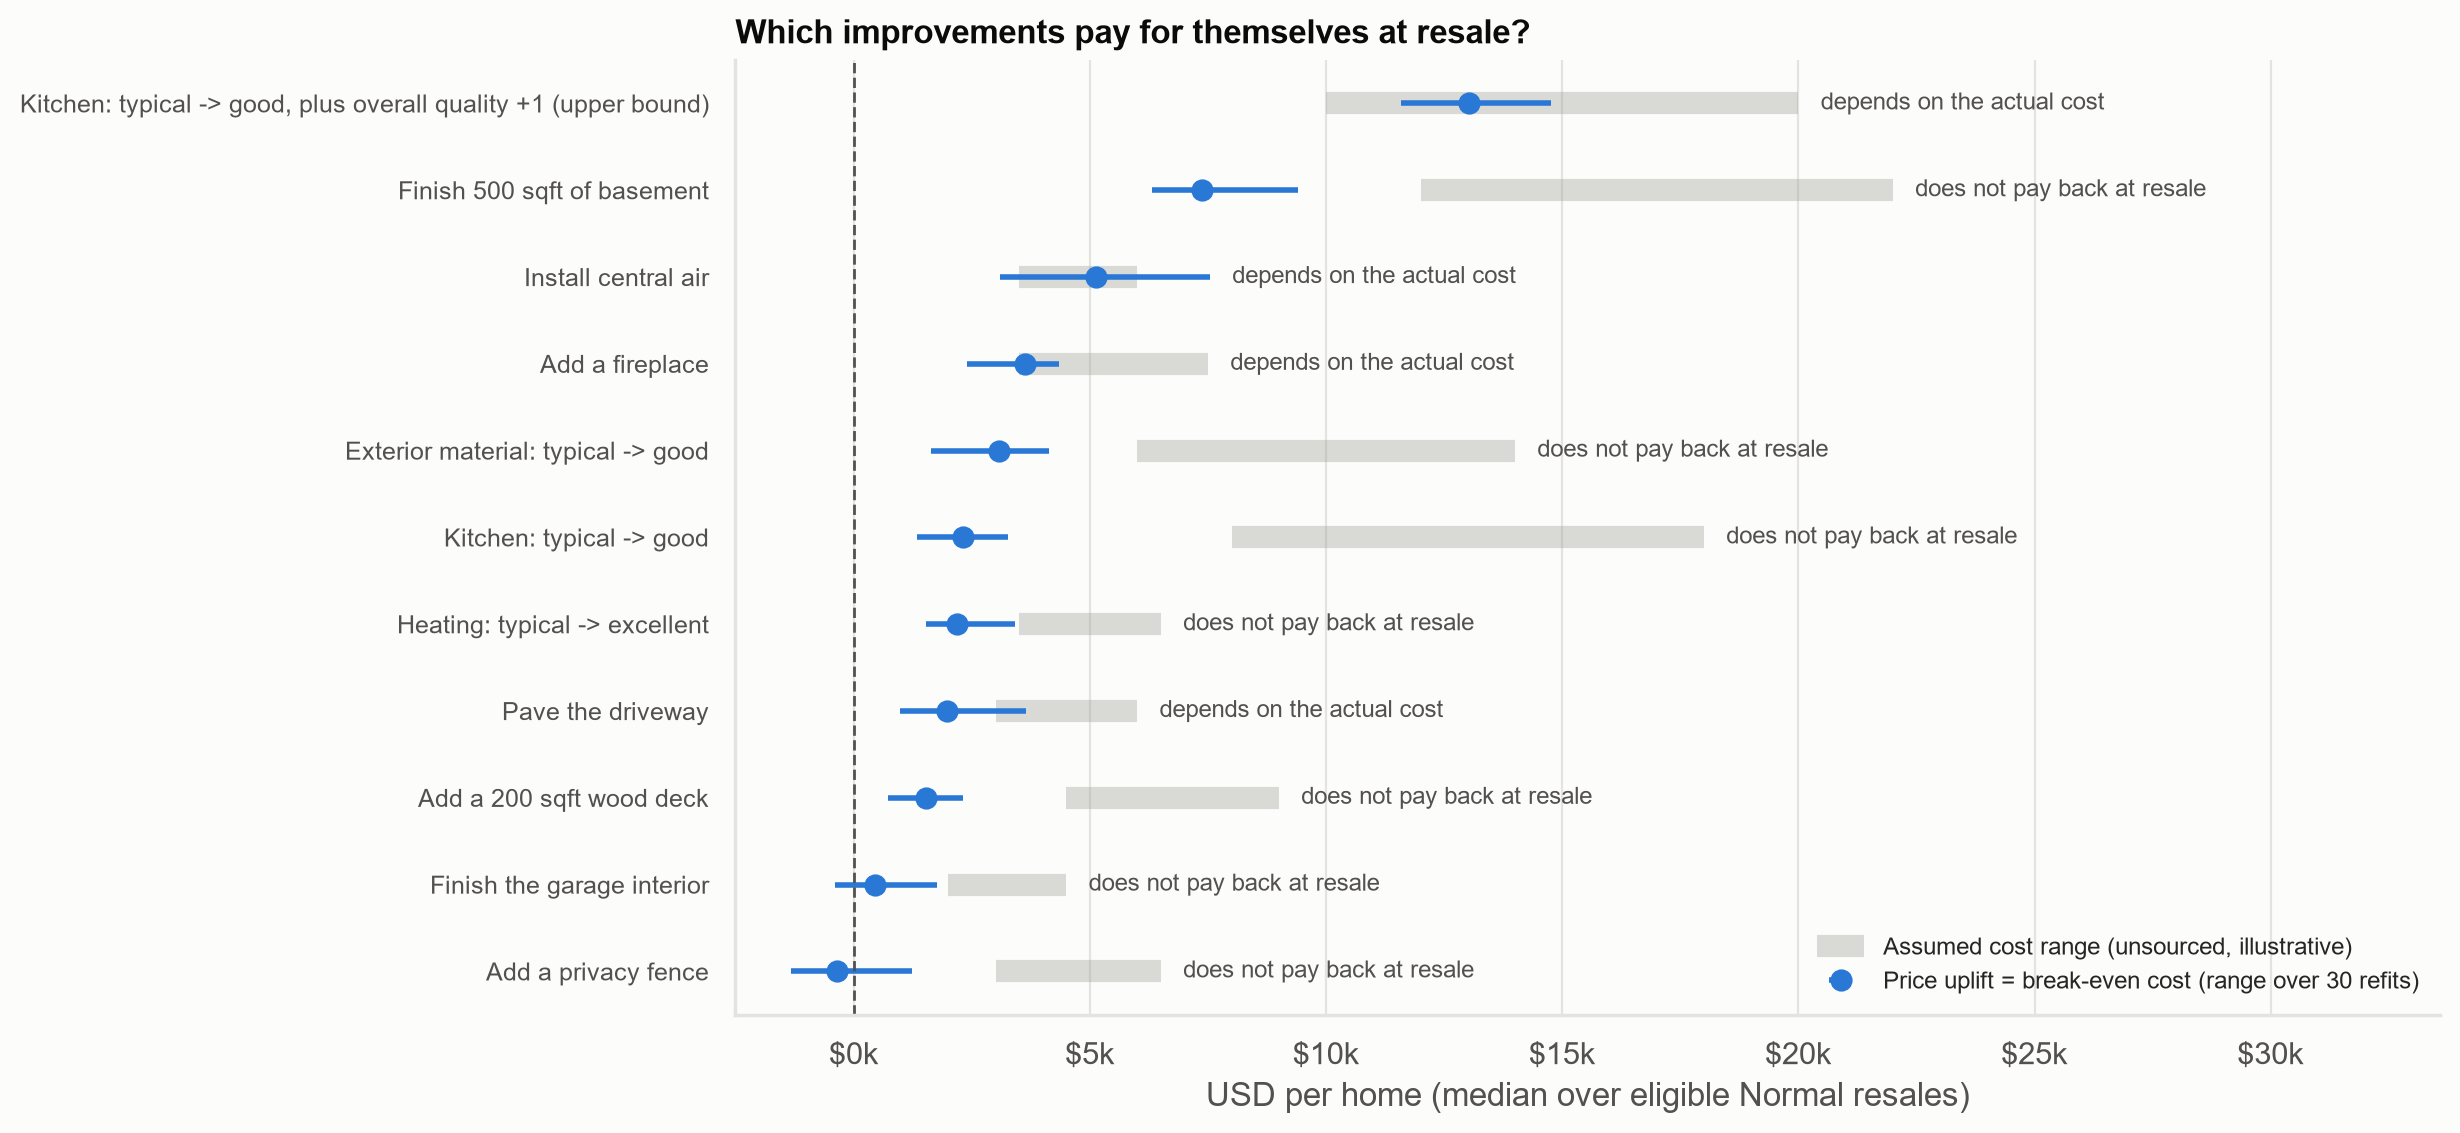 Which improvements pay for themselves at resale?
Kitchen: typical -> good, plus overall quality +1 (upper bound)
depends on the actual cost
Finish 500 sqft of basement
does not pay back at resale
Install central air
depends on the actual cost
Add a fireplace
depends on the actual cost
Exterior material: typical -> good
does not pay back at resale
Kitchen: typical -> good
does not pay back at resale
Heating: typical -> excellent
does not pay back at resale
Pave the driveway
depends on the actual cost
Add a 200 sqft wood deck
does not pay back at resale
Finish the garage interior
does not pay back at resale
Add a privacy fence
does not pay back at resale
Assumed cost range (unsourced, illustrative)
Price uplift = break-even cost (range over 30 refits)
$0k $5k $10k $15k $20k $25k $30k
USD per home (median over eligible Normal resales)